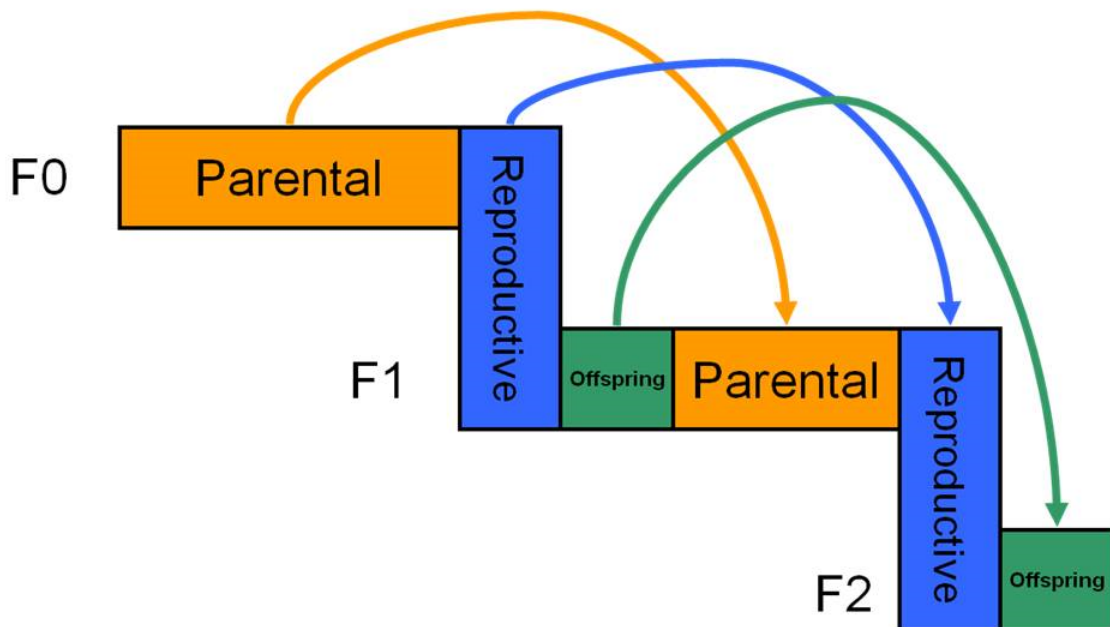 F0
Parental
Reproductive
F1
Offspring
Parental
Reproductive
F2
Offspring